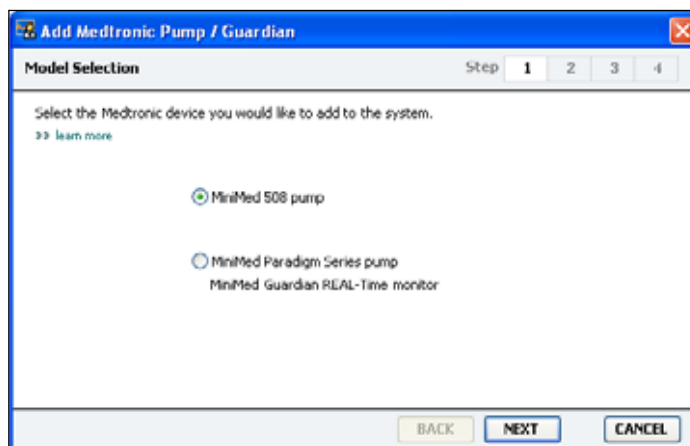 Add Medtronic Pump / Guardian
Model Selection Step 1 2 3 4
Select the Medtronic device you would like to add to the system.
>> learn more
MiniMed 508 pump
MiniMed Paradigm Series pump
MiniMed Guardian REAL-Time monitor
BACK NEXT CANCEL